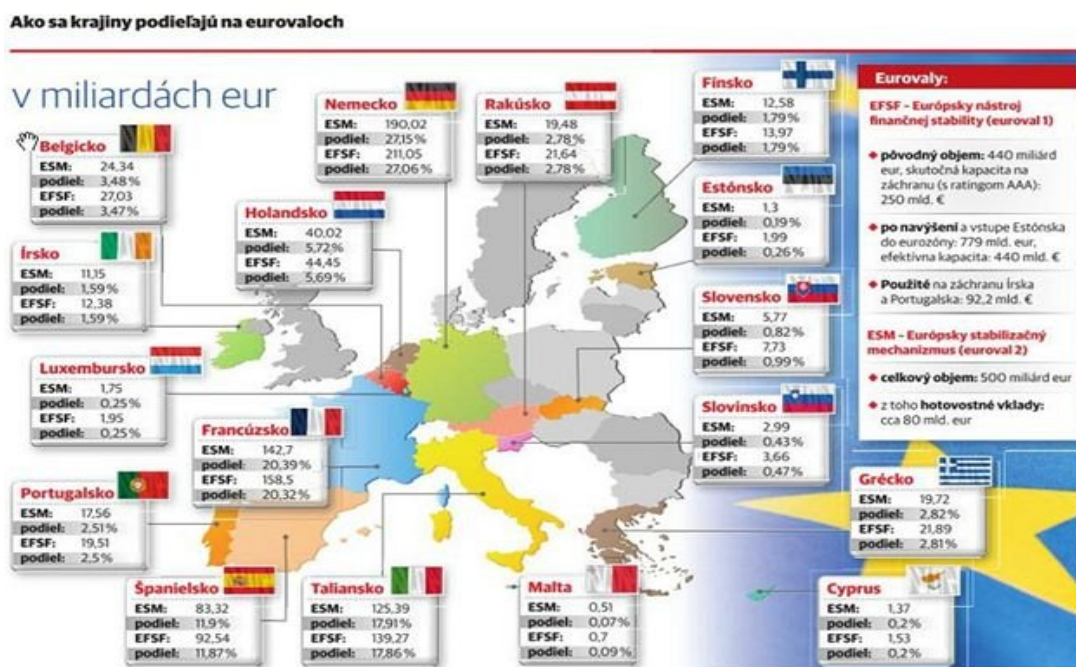 Ako sa krajiny podieľajú na eurovaloch
v miliardách eur
Belgicko
ESM: 24,34
podiel: 3,48%
EFSF: 27,03
podiel: 3,47%
Nemecko
ESM: 190,02
podiel: 27,15%
EFSF: 211,05
podiel: 27,06%
Rakúsko
ESM: 19,48
podiel: 2,78%
EFSF: 21,64
podiel: 2,78%
Fínsko
ESM: 12,58
podiel: 1,79%
EFSF: 13,97
podiel: 1,79%
Holandsko
ESM: 40,02
podiel: 5,72%
EFSF: 44,45
podiel: 5,69%
Estónsko
ESM: 1,3
podiel: 0,19%
EFSF: 1,99
podiel: 0,26%
Írsko
ESM: 11,15
podiel: 1,59%
EFSF: 12,38
podiel: 1,59%
Slovensko
ESM: 5,77
podiel: 0,82%
EFSF: 7,73
podiel: 0,99%
Luxembursko
ESM: 1,75
podiel: 0,25%
EFSF: 1,95
podiel: 0,25%
Slovinsko
ESM: 2,99
podiel: 0,43%
EFSF: 3,66
podiel: 0,47%
Francúzsko
ESM: 142,7
podiel: 20,39%
EFSF: 158,5
podiel: 20,32%
Portugalsko
ESM: 17,56
podiel: 2,51%
EFSF: 19,51
podiel: 2,5%
Grécko
ESM: 19,72
podiel: 2,82%
EFSF: 21,89
podiel: 2,81%
Španielsko
ESM: 83,32
podiel: 11,9%
EFSF: 92,54
podiel: 11,87%
Taliansko
ESM: 125,39
podiel: 17,91%
EFSF: 139,27
podiel: 17,86%
Malta
ESM: 0,51
podiel: 0,07%
EFSF: 0,7
podiel: 0,09%
Cyprus
ESM: 1,37
podiel: 0,2%
EFSF: 1,53
podiel: 0,2%
Eurovaly:
EFSF - Európsky nástroj
finančnej stability (euroval 1)
pôvodný objem: 440 miliárd
eur, skutočná kapacita na
záchranu (s ratingom AAA):
250 mld. €
po navýšení a vstupe Estónska
do eurozóny: 779 mld. eur,
efektívna kapacita: 440 mld. €
Použité na záchranu Írska
a Portugalska: 92,2 mld. €
ESM - Európsky stabilizačný
mechanizmus (euroval 2)
celkový objem: 500 miliárd eur
z toho hotovostné vklady:
cca 80 mld. eur